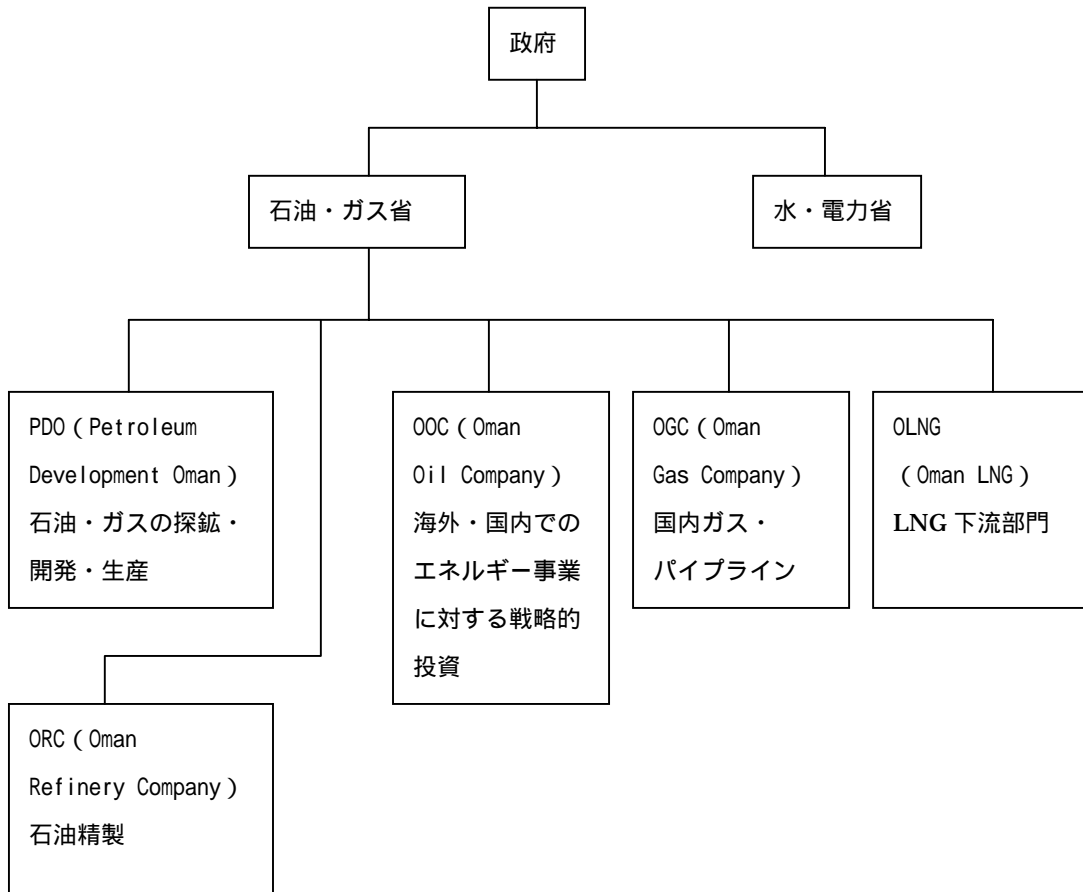 政府
石油・ガス省
水・電力省
PDO（Petroleum
Development Oman）
石油・ガスの探鉱・
開発・生産
OOC（Oman
Oil Company）
海外・国内での
エネルギー事業
に対する戦略的
投資
OGC（Oman
Gas Company）
国内ガス・
パイプライン
OLNG
（Oman LNG）
LNG 下流部門
ORC（Oman
Refinery Company）
石油精製